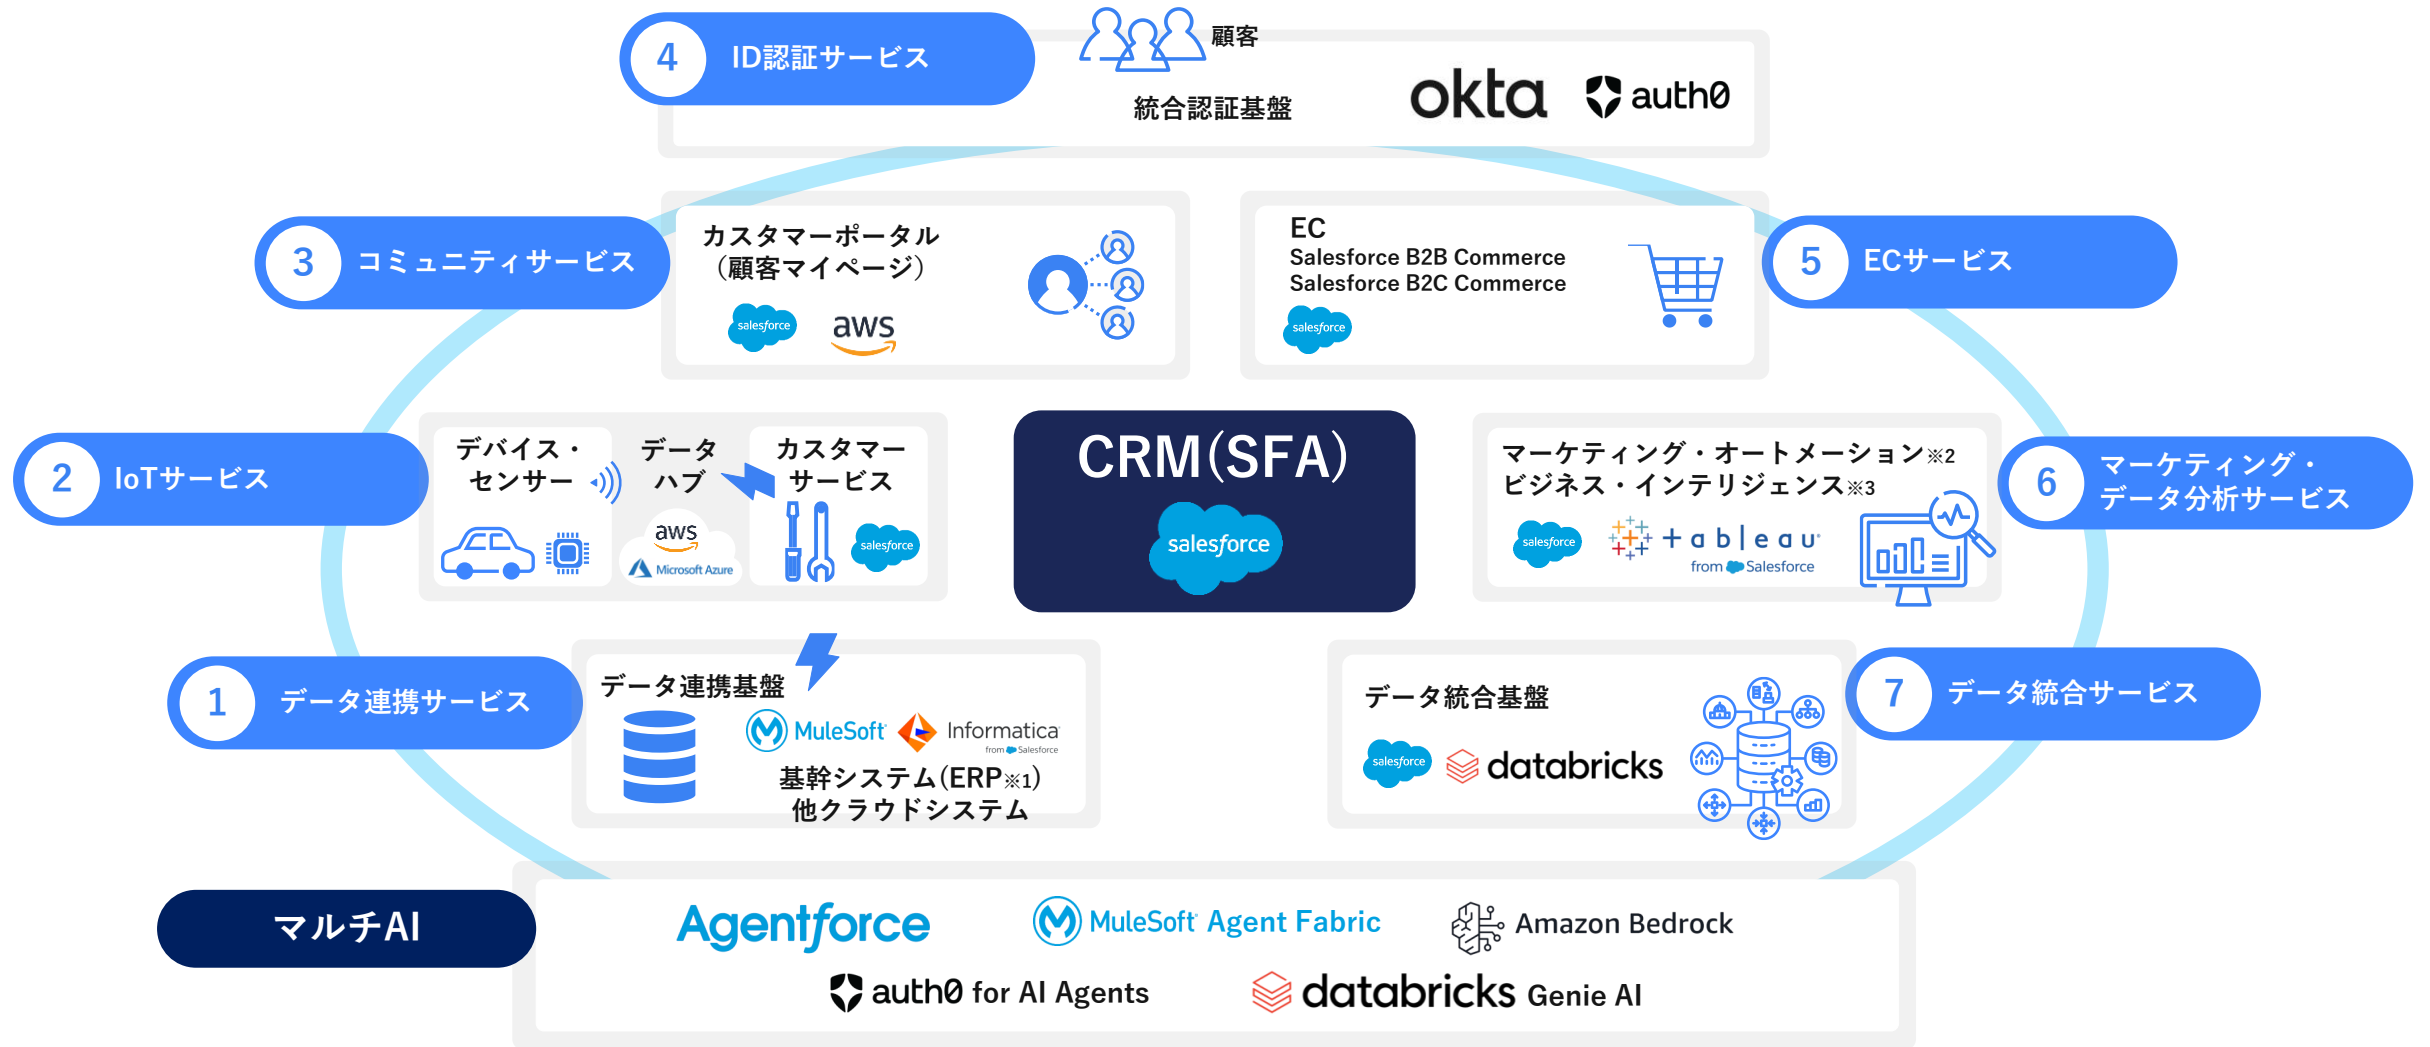 4
ID認証サービス
顧客
統合認証基盤
okta
auth0
3
コミュニティサービス
カスタマーポータル
（顧客マイページ）
salesforce
aws
EC
Salesforce B2B Commerce
Salesforce B2C Commerce
salesforce
5
ECサービス
2
IoTサービス
デバイス・
センサー
データ
ハブ
aws
Microsoft Azure
カスタマー
サービス
salesforce
CRM(SFA)
salesforce
マーケティング・オートメーション※2
ビジネス・インテリジェンス※3
salesforce
+ableau
from Salesforce
6
マーケティング・
データ分析サービス
1
データ連携サービス
データ連携基盤
MuleSoft
Informatica
from Salesforce
基幹システム(ERP※1)
他クラウドシステム
データ統合基盤
salesforce
databricks
7
データ統合サービス
マルチAI
Agentforce
MuleSoft Agent Fabric
Amazon Bedrock
auth0 for AI Agents
databricks Genie AI